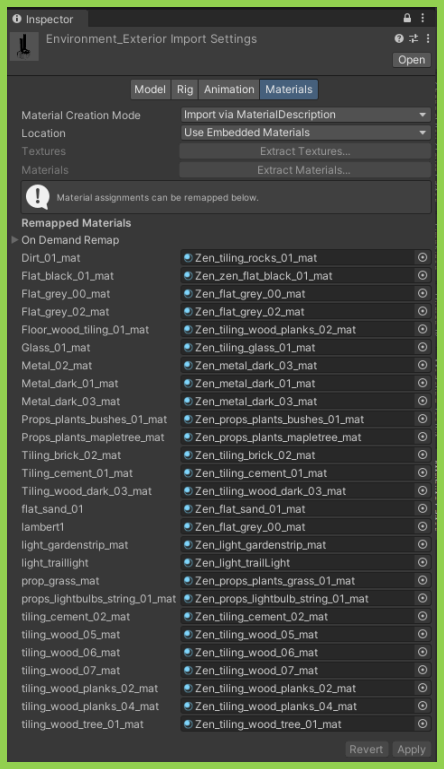 Inspector
Environment_Exterior Import Settings
Open
Model Rig Animation Materials
Material Creation Mode Import via MaterialDescription
Location Use Embedded Materials
Textures Extract Textures...
Materials Extract Materials...
Material assignments can be remapped below.
Remapped Materials
On Demand Remap
Dirt_01_mat Zen_tiling_rocks_01_mat
Flat_black_01_mat Zen_zen_flat_black_01_mat
Flat_grey_00_mat Zen_flat_grey_00_mat
Flat_grey_02_mat Zen_flat_grey_02_mat
Floor_wood_tiling_01_mat Zen_tiling_wood_planks_02_mat
Glass_01_mat Zen_tiling_glass_01_mat
Metal_02_mat Zen_metal_dark_03_mat
Metal_dark_01_mat Zen_metal_dark_01_mat
Metal_dark_03_mat Zen_metal_dark_03_mat
Props_plants_bushes_01_mat Zen_props_plants_bushes_01_mat
Props_plants_mapletree_mat Zen_props_plants_mapletree_mat
Tiling_brick_02_mat Zen_tiling_brick_02_mat
Tiling_cement_01_mat Zen_tiling_cement_01_mat
Tiling_wood_dark_03_mat Zen_tiling_wood_dark_03_mat
flat_sand_01 Zen_flat_sand_01_mat
lambert1 Zen_flat_grey_00_mat
light_gardenstrip_mat Zen_light_gardenstrip_mat
light_traillight Zen_light_trailLight
prop_grass_mat Zen_props_plants_grass_01_mat
props_lightbulbs_string_01_mat Zen_props_lightbulb_string_01_mat
tiling_cement_02_mat Zen_tiling_cement_02_mat
tiling_wood_05_mat Zen_tiling_wood_05_mat
tiling_wood_06_mat Zen_tiling_wood_06_mat
tiling_wood_07_mat Zen_tiling_wood_07_mat
tiling_wood_planks_02_mat Zen_tiling_wood_planks_02_mat
tiling_wood_planks_04_mat Zen_tiling_wood_planks_04_mat
tiling_wood_tree_01_mat Zen_tiling_wood_tree_01_mat
Revert Apply